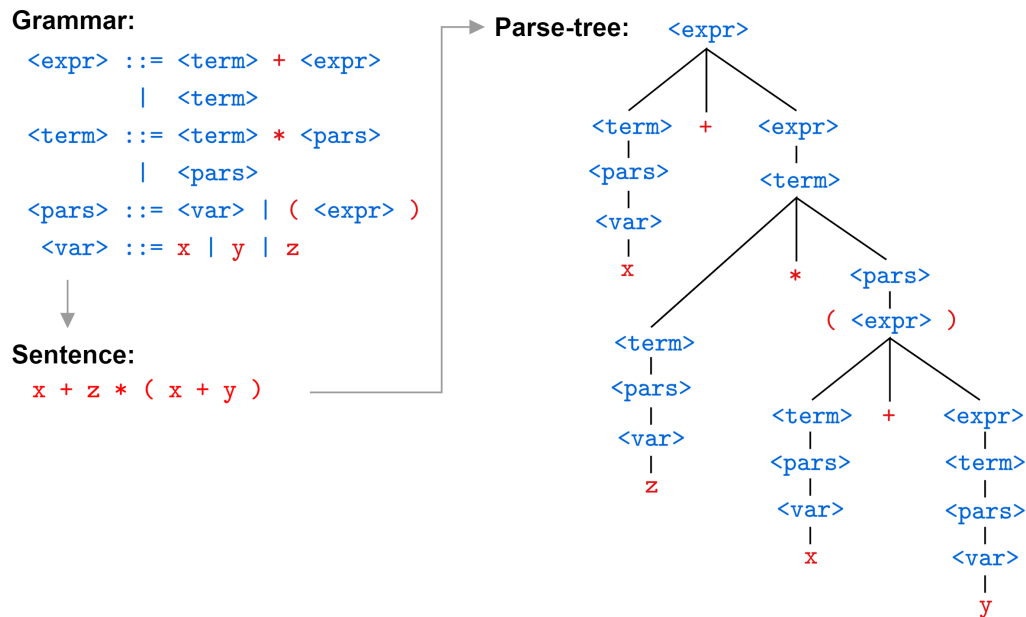 Grammar:
<expr> ::= <term> + <expr>
| <term>
<term> ::= <term> * <pars>
| <pars>
<pars> ::= <var> | ( <expr> )
<var> ::= x | y | z
Sentence:
x + z * ( x + y )
Parse-tree:
<expr>
<term> + <expr>
<pars>
<term>
<var>
x
* <pars>
( <expr> )
<term>
<pars>
<var>
z
<term> + <expr>
<pars> <term>
<var> <pars>
x <var>
y